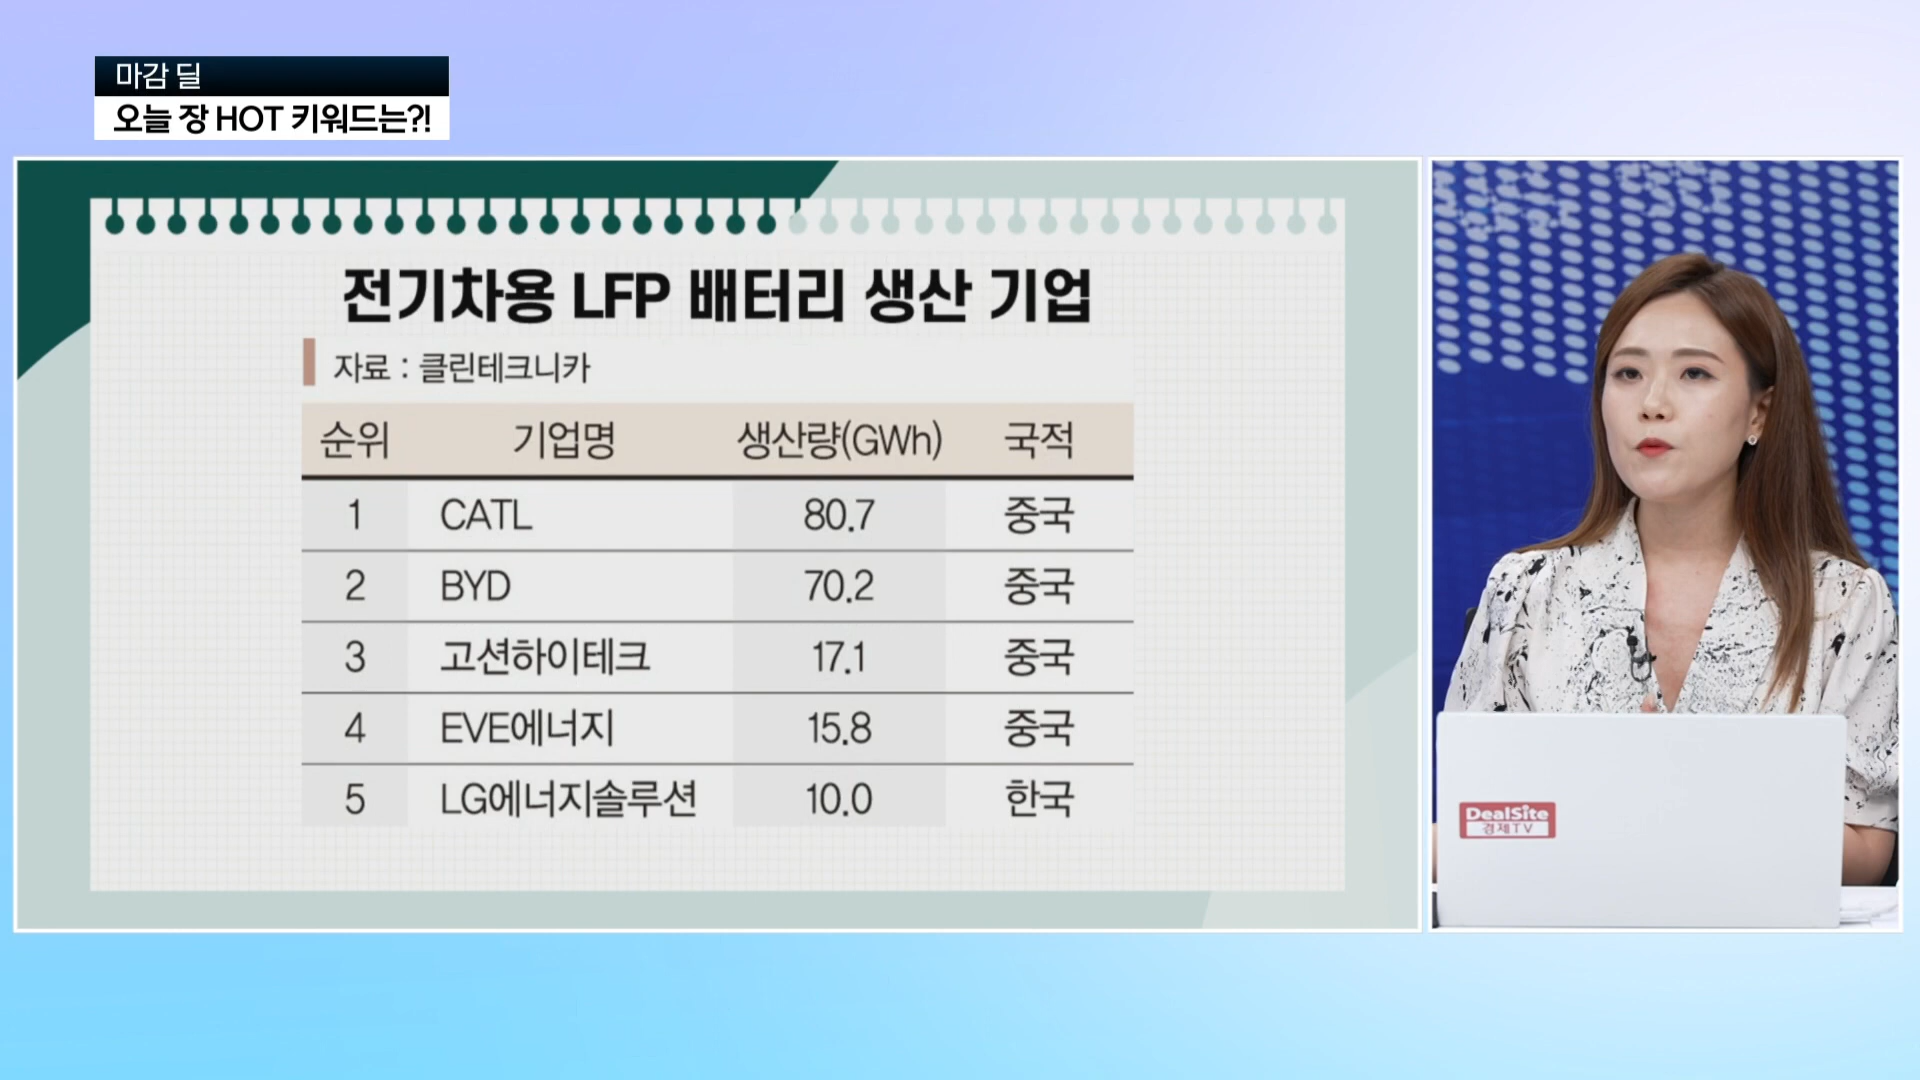 마감 딜
오늘 장 HOT 키워드는?!
전기차용 LFP 배터리 생산 기업
자료 : 클린테크니카
순위 기업명 생산량(GWh) 국적
1 CATL 80.7 중국
2 BYD 70.2 중국
3 고션하이테크 17.1 중국
4 EVE에너지 15.8 중국
5 LG에너지솔루션 10.0 한국
DealSite
경제TV